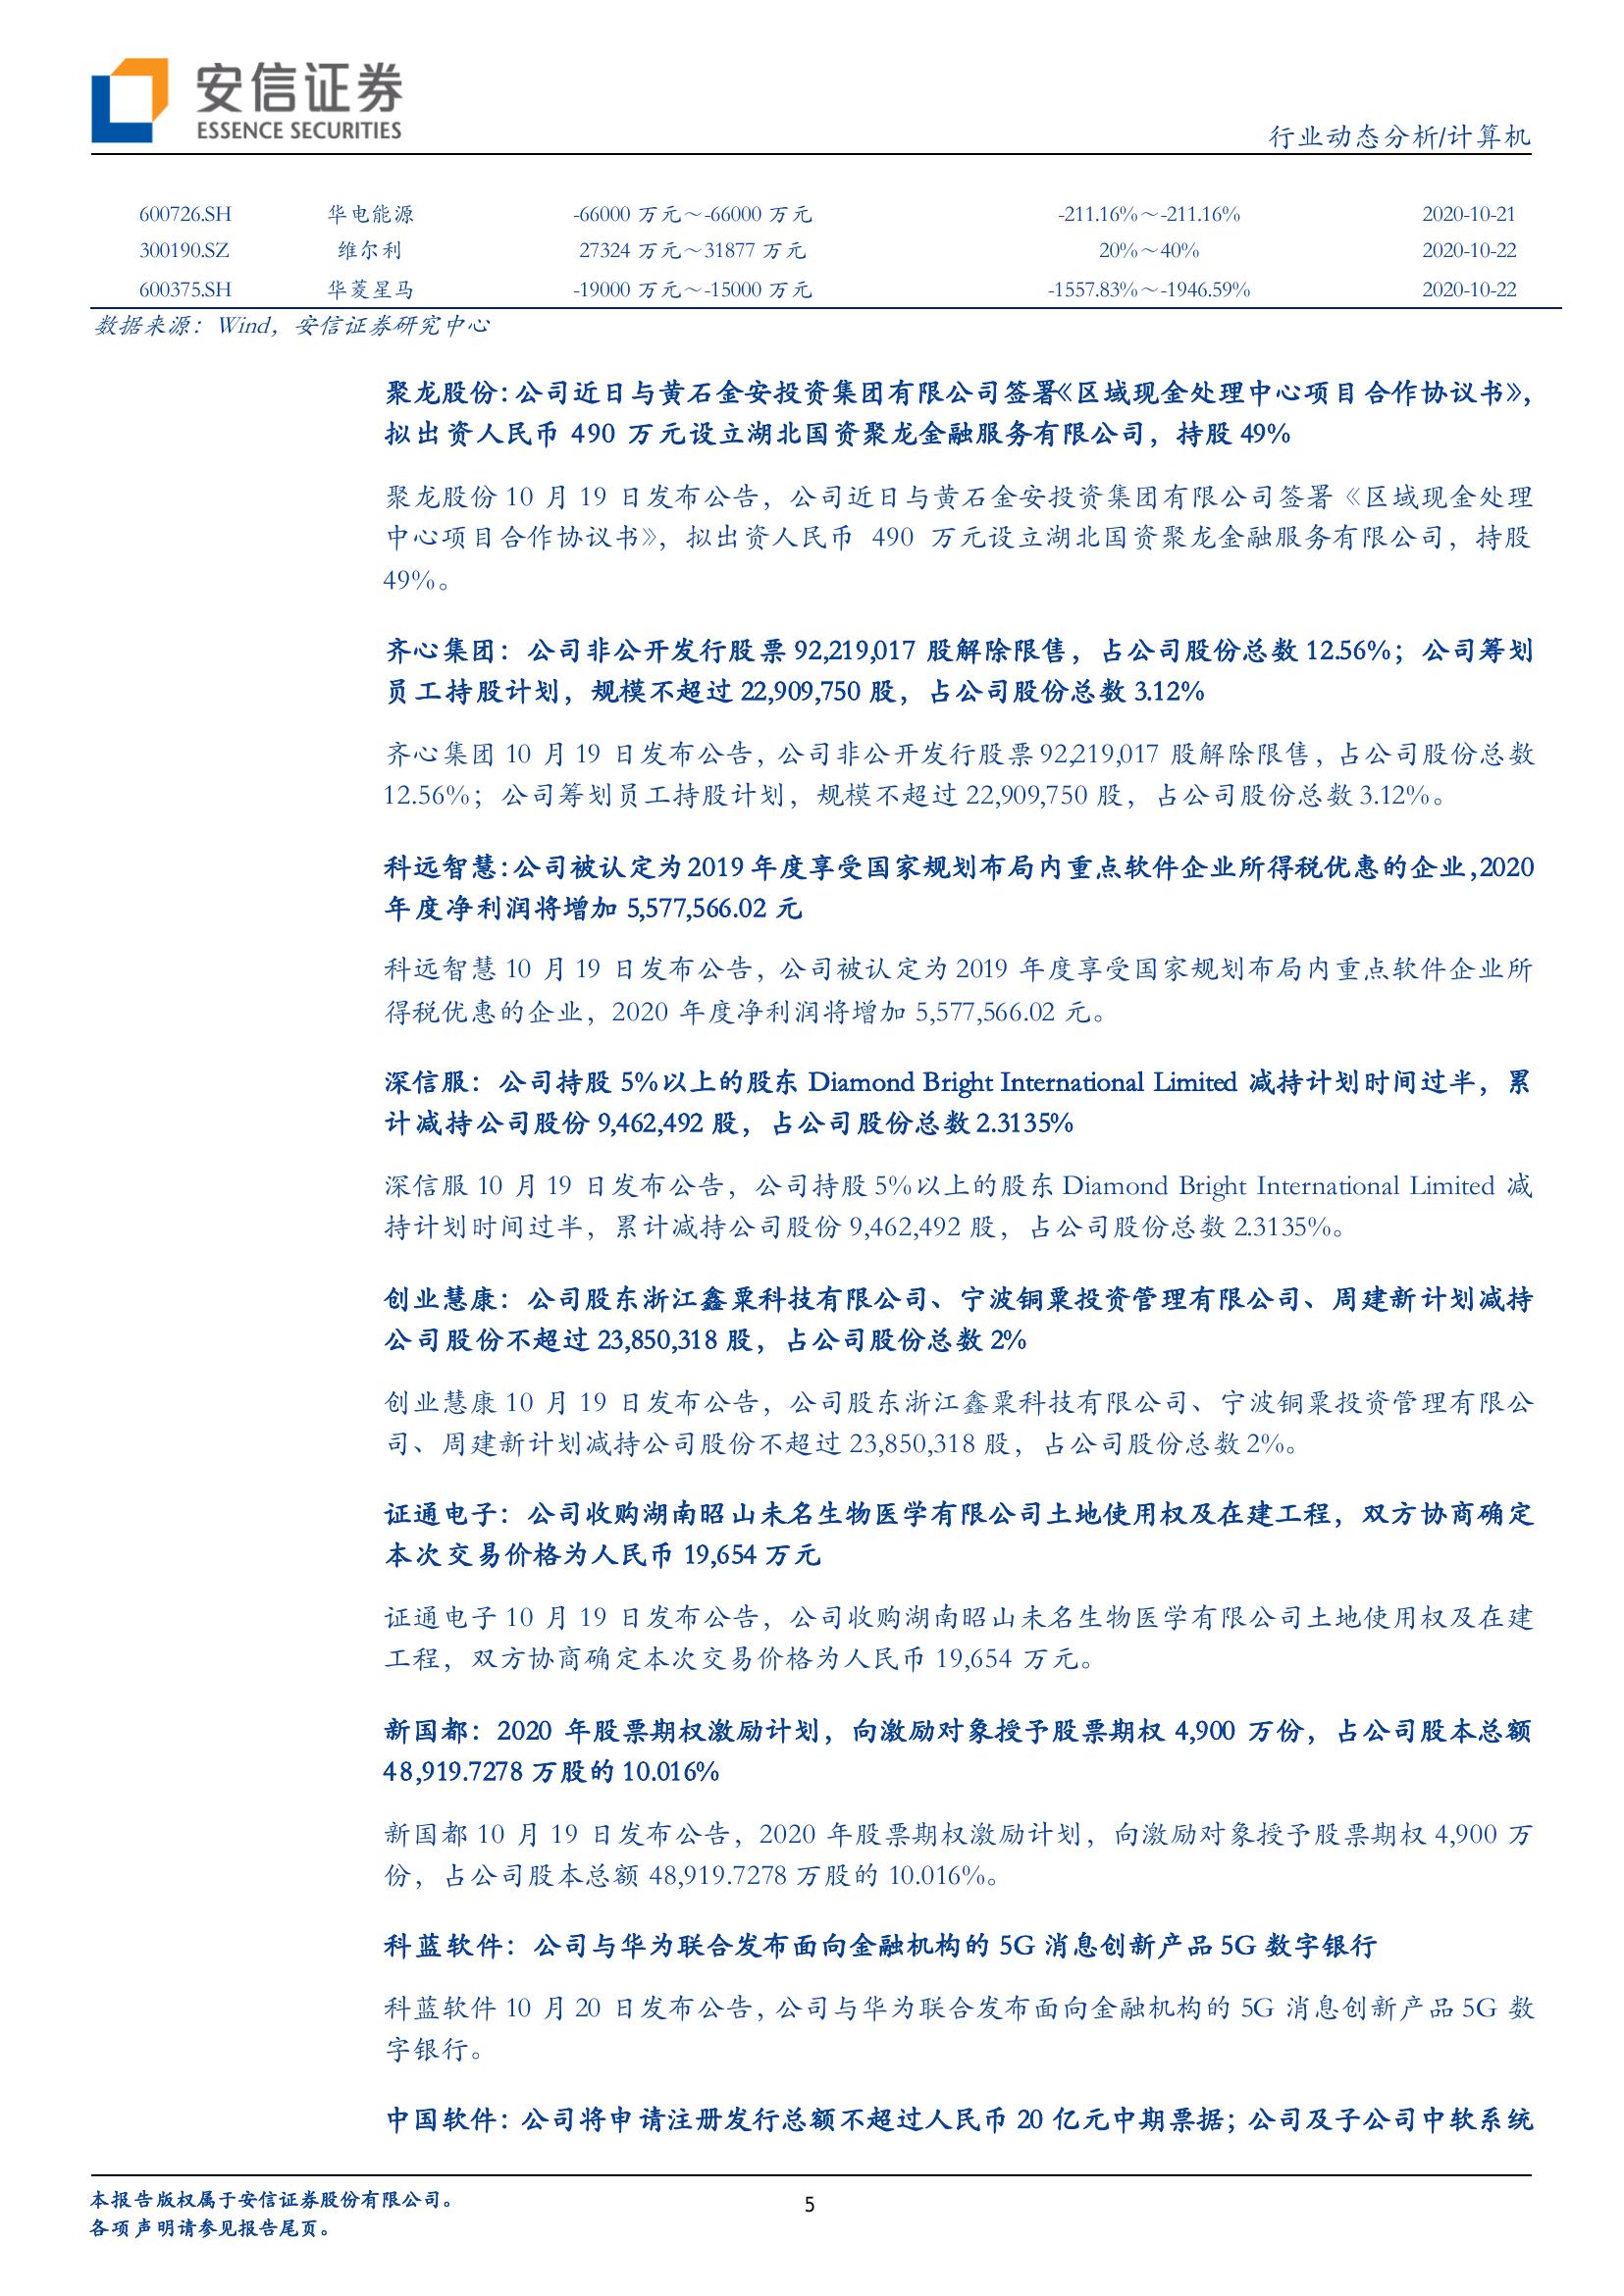 安信证券
ESSENCE SECURITIES
行业动态分析/计算机
600726.SH 华电能源 -66000 万元～-66000 万元 -211.16%～-211.16% 2020-10-21
300190.SZ 维尔利 27324 万元～31877 万元 20%～40% 2020-10-22
600375.SH 华菱星马 -19000 万元～-15000 万元 -1557.83%～-1946.59% 2020-10-22
数据来源：Wind，安信证券研究中心
聚龙股份：公司近日与黄石金安投资集团有限公司签署《区域现金处理中心项目合作协议书》，
拟出资人民币 490 万元设立湖北国资聚龙金融服务有限公司，持股 49%
聚龙股份 10 月 19 日发布公告，公司近日与黄石金安投资集团有限公司签署《区域现金处理
中心项目合作协议书》，拟出资人民币 490 万元设立湖北国资聚龙金融服务有限公司，持股
49%。
齐心集团：公司非公开发行股票 92,219,017 股解除限售，占公司股份总数 12.56%；公司筹划
员工持股计划，规模不超过 22,909,750 股，占公司股份总数 3.12%
齐心集团 10 月 19 日发布公告，公司非公开发行股票 92,219,017 股解除限售，占公司股份总数
12.56%；公司筹划员工持股计划，规模不超过 22,909,750 股，占公司股份总数 3.12%。
科远智慧：公司被认定为 2019 年度享受国家规划布局内重点软件企业所得税优惠的企业，2020
年度净利润将增加 5,577,566.02 元
科远智慧 10 月 19 日发布公告，公司被认定为 2019 年度享受国家规划布局内重点软件企业所
得税优惠的企业，2020 年度净利润将增加 5,577,566.02 元。
深信服：公司持股 5%以上的股东 Diamond Bright International Limited 减持计划时间过半，累
计减持公司股份 9,462,492 股，占公司股份总数 2.3135%
深信服 10 月 19 日发布公告，公司持股 5%以上的股东 Diamond Bright International Limited 减
持计划时间过半，累计减持公司股份 9,462,492 股，占公司股份总数 2.3135%。
创业慧康：公司股东浙江鑫粟科技有限公司、宁波铜粟投资管理有限公司、周建新计划减持
公司股份不超过 23,850,318 股，占公司股份总数 2%
创业慧康 10 月 19 日发布公告，公司股东浙江鑫粟科技有限公司、宁波铜粟投资管理有限公
司、周建新计划减持公司股份不超过 23,850,318 股，占公司股份总数 2%。
证通电子：公司收购湖南昭山未名生物医学有限公司土地使用权及在建工程，双方协商确定
本次交易价格为人民币 19,654 万元
证通电子 10 月 19 日发布公告，公司收购湖南昭山未名生物医学有限公司土地使用权及在建
工程，双方协商确定本次交易价格为人民币 19,654 万元。
新国都：2020 年股票期权激励计划，向激励对象授予股票期权 4,900 万份，占公司股本总额
48,919.7278 万股的 10.016%
新国都 10 月 19 日发布公告，2020 年股票期权激励计划，向激励对象授予股票期权 4,900 万
份，占公司股本总额 48,919.7278 万股的 10.016%。
科蓝软件：公司与华为联合发布面向金融机构的 5G 消息创新产品 5G 数字银行
科蓝软件 10 月 20 日发布公告，公司与华为联合发布面向金融机构的 5G 消息创新产品 5G 数
字银行。
中国软件：公司将申请注册发行总额不超过人民币 20 亿元中期票据；公司及子公司中软系统
本报告版权属于安信证券股份有限公司。
各项声明请参见报告尾页。
5